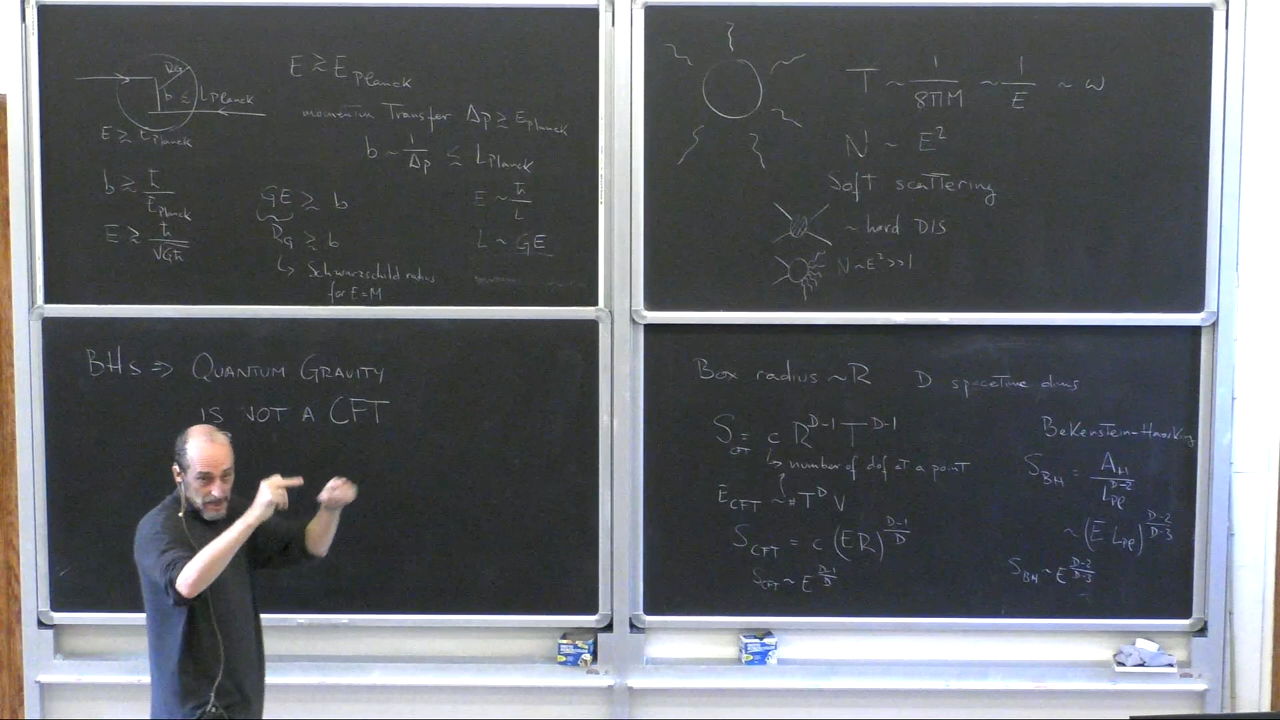 R_G
b ≲ L_Planck
E ≳ E_Planck
b ≳ ħ/E_Planck
E ≳ ħ/√Għ
E ≳ E_Planck
momentum Transfer Δp ≳ E_Planck
b ~ 1/Δp ≲ L_Planck
GE ≳ b
R_G ≳ b
↳ Schwarzschild radius
for E=M
E ~ ħ/L
L ~ GE
T ~ 1/8πM ~ 1/E ~ ω
N ~ E²
Soft scattering
~ hard DIS
N~E²>>1
BHs ⇒ QUANTUM GRAVITY
IS NOT A CFT
Box radius ~R D spacetime dims
S_CFT = c R^{D-1} T^{D-1}
↳ number of dof at a point
E_CFT ~ #T^D V
S_CFT = c (ER)^{D-1/D}
S_CFT ~ E^{D-1/D}
Bekenstein-Hawking
S_BH = A_H/L_Pl^{D-2}
~ (E L_Pl)^{D-2/D-3}
S_BH ~ E^{D-2/D-3}